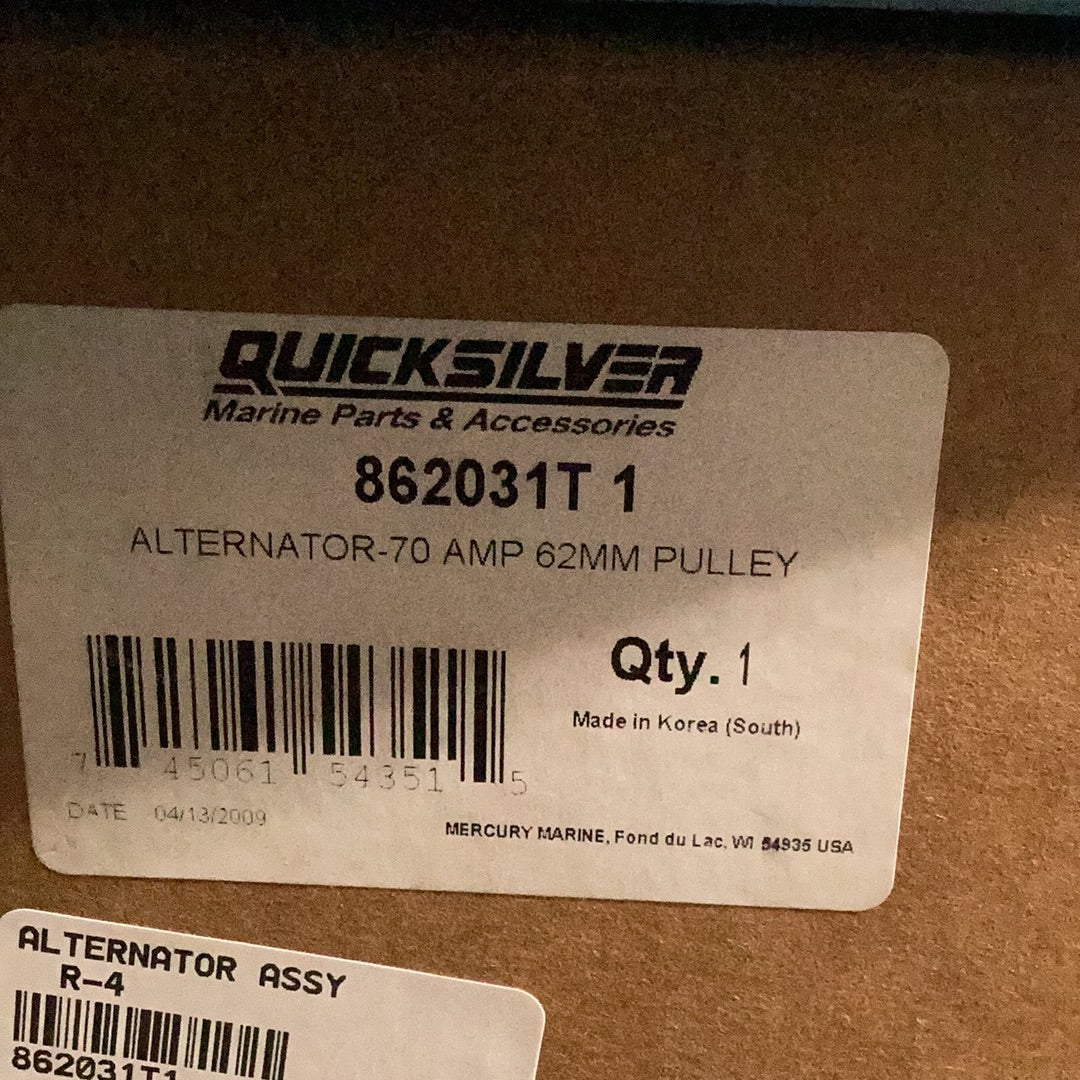 QUICKSILVER
Marine Parts & Accessories
862031T 1
ALTERNATOR-70 AMP 62MM PULLEY
Qty. 1
Made in Korea (South)
7 45061 54351 5
DATE 04/13/2009
MERCURY MARINE, Fond du Lac, WI 54935 USA
ALTERNATOR ASSY
R-4
862031T1